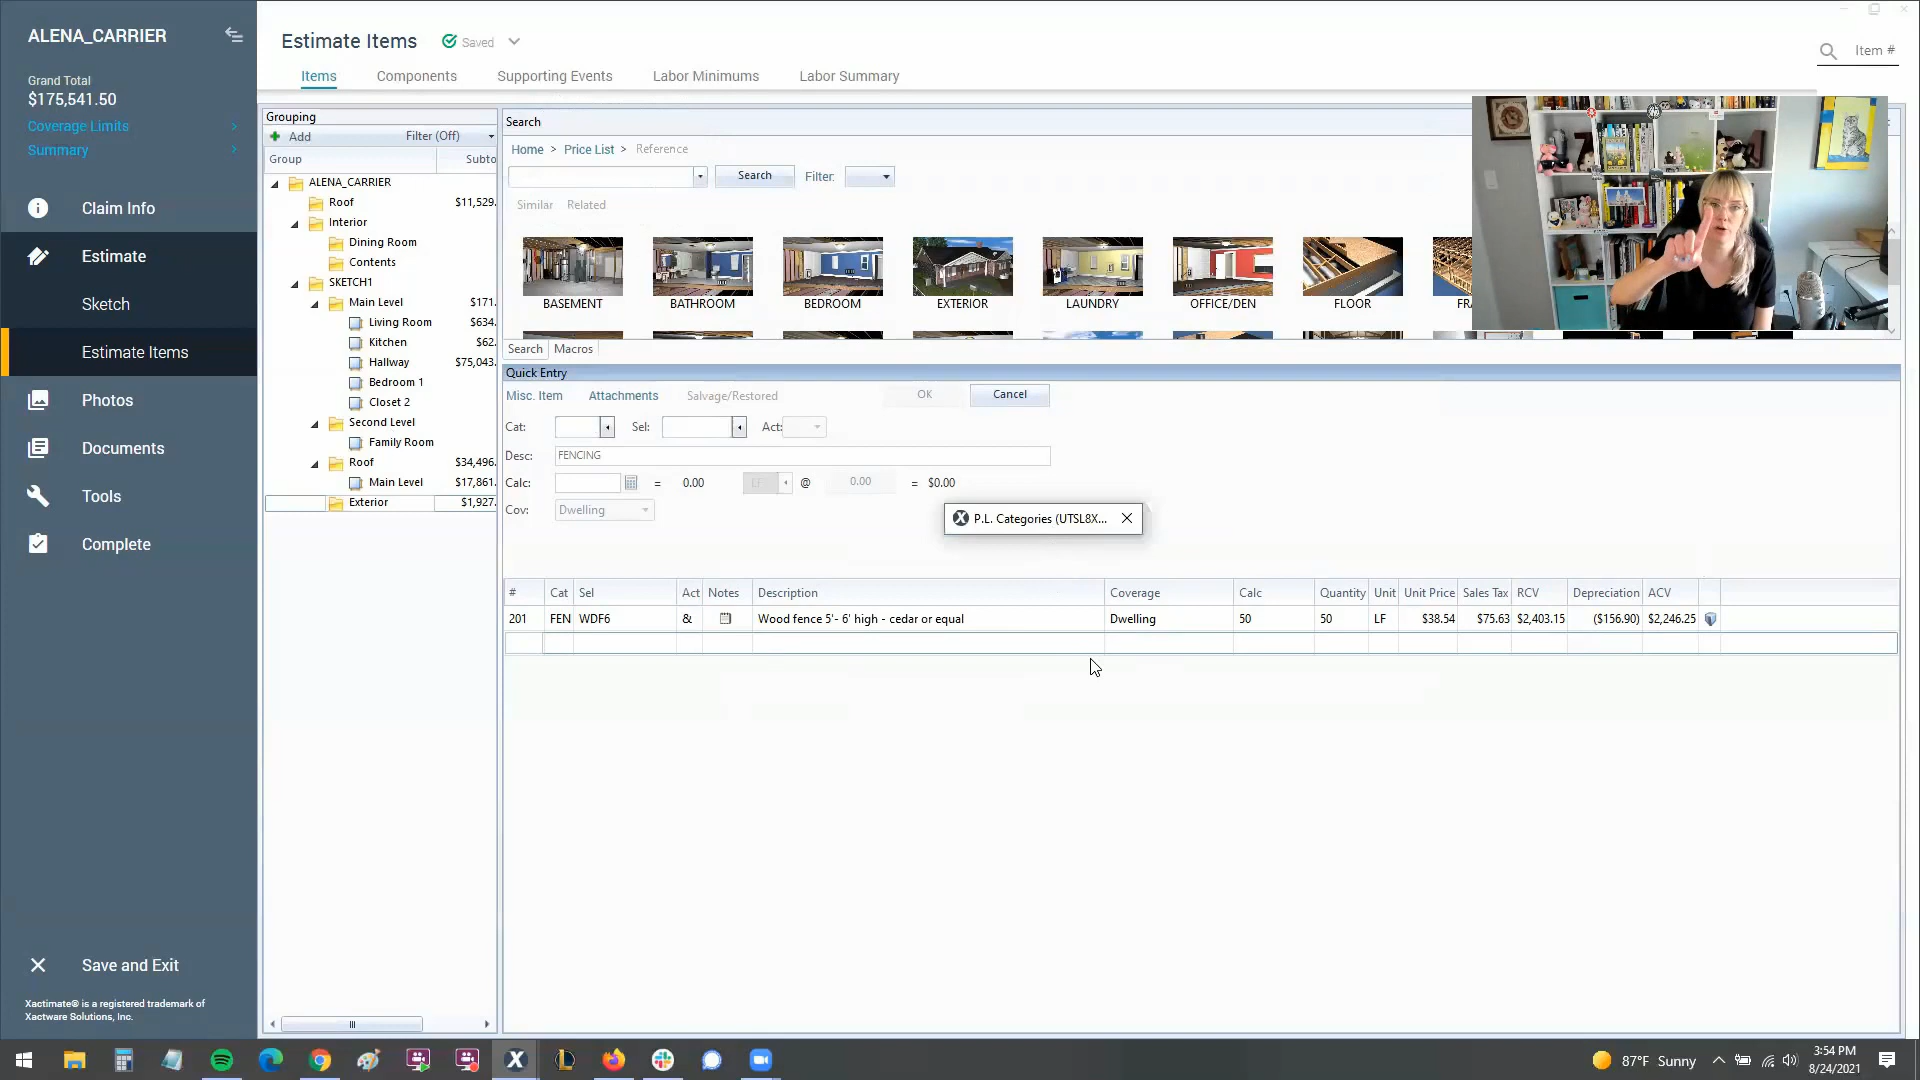 ALENA_CARRIER
Grand Total
$175,541.50
Coverage Limits
Summary
Claim Info
Estimate
Sketch
Estimate Items
Photos
Documents
Tools
Complete
Save and Exit
Xactimate® is a registered trademark of
Xactware Solutions, Inc.
Estimate Items Saved
Item #
Items Components Supporting Events Labor Minimums Labor Summary
Grouping
Add Filter (Off)
Group Subto
ALENA_CARRIER
Roof $11,529.
Interior
Dining Room
Contents
SKETCH1
Main Level $171.
Living Room $634.
Kitchen $62.
Hallway $75,043.
Bedroom 1
Closet 2
Second Level
Family Room
Roof $34,496.
Main Level $17,861.
Exterior $1,927.
Search
Home > Price List > Reference
Search Filter:
Similar Related
BASEMENT BATHROOM BEDROOM EXTERIOR LAUNDRY OFFICE/DEN FLOOR FRA
Search Macros
Quick Entry
Misc. Item Attachments Salvage/Restored OK Cancel
Cat: Sel: Act:
Desc: FENCING
Calc: = 0.00 LF @ 0.00 = $0.00
Cov: Dwelling
P.L. Categories (UTSL8X...
# Cat Sel Act Notes Description Coverage Calc Quantity Unit Unit Price Sales Tax RCV Depreciation ACV
201 FEN WDF6 & Wood fence 5'- 6' high - cedar or equal Dwelling 50 50 LF $38.54 $75.63 $2,403.15 ($156.90) $2,246.25
87°F Sunny
3:54 PM
8/24/2021